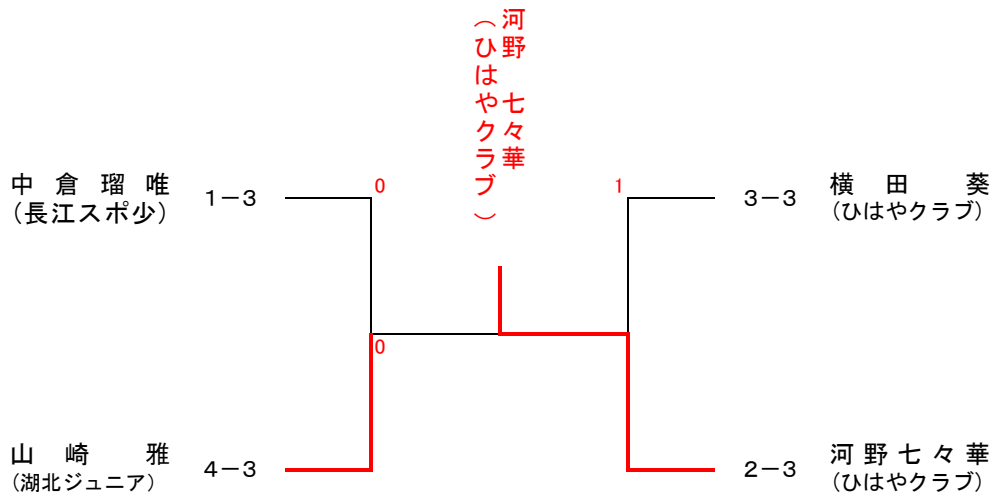 河野 七々華
（ひはやクラブ）
中倉瑠唯
（長江スポ少）
1－3
0
1
3－3
横田 葵
（ひはやクラブ）
0
山崎 雅
（湖北ジュニア）
4－3
2－3
河野七々華
（ひはやクラブ）